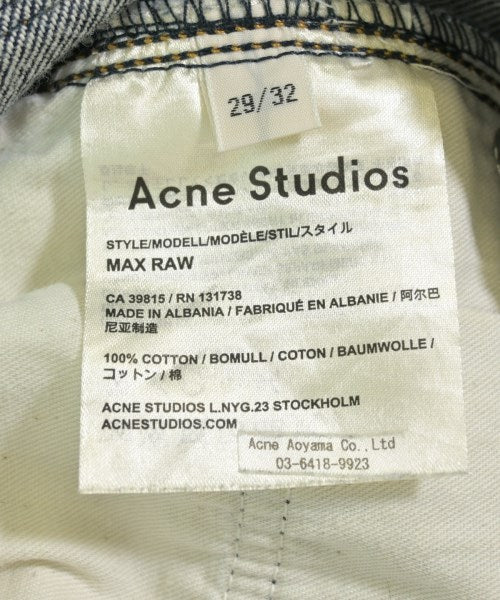 29/32
Acne Studios
STYLE/MODELL/MODÈLE/STIL/スタイル
MAX RAW
CA 39815 / RN 131738
MADE IN ALBANIA / FABRIQUÉ EN ALBANIE / 阿尔巴
尼亚制造
100% COTTON / BOMULL / COTON / BAUMWOLLE /
コットン / 棉
ACNE STUDIOS L.NYG.23 STOCKHOLM
ACNESTUDIOS.COM
Acne Aoyama Co.,Ltd
03-6418-9923